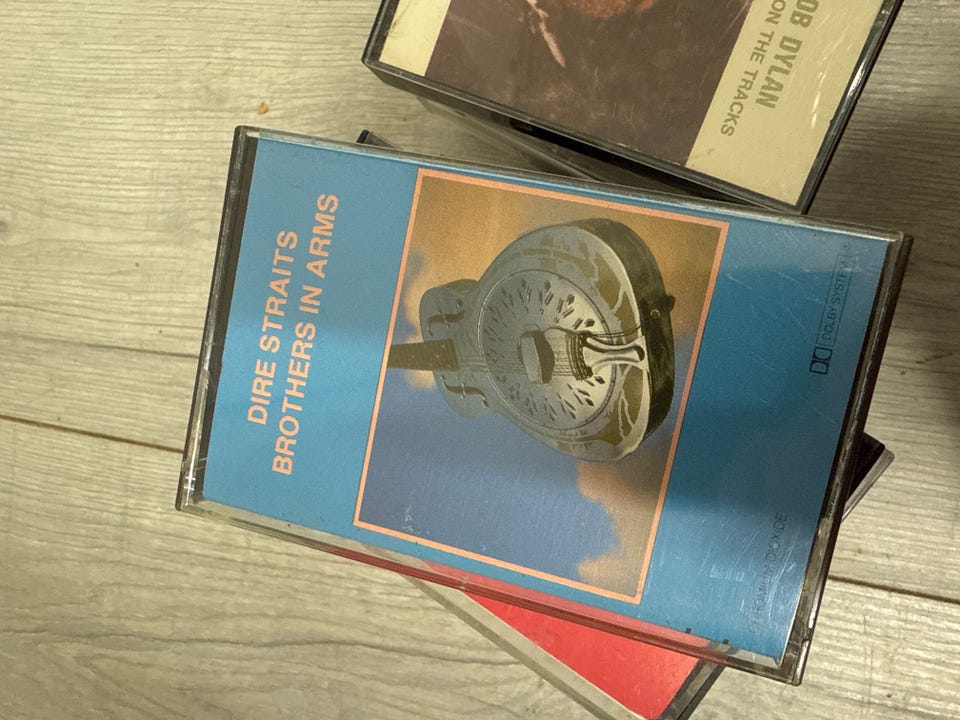 DIRE STRAITS
BROTHERS IN ARMS
DOLBY SYSTEM
CHROMIUM DIOXIDE
OB DYLAN
ON THE TRACKS